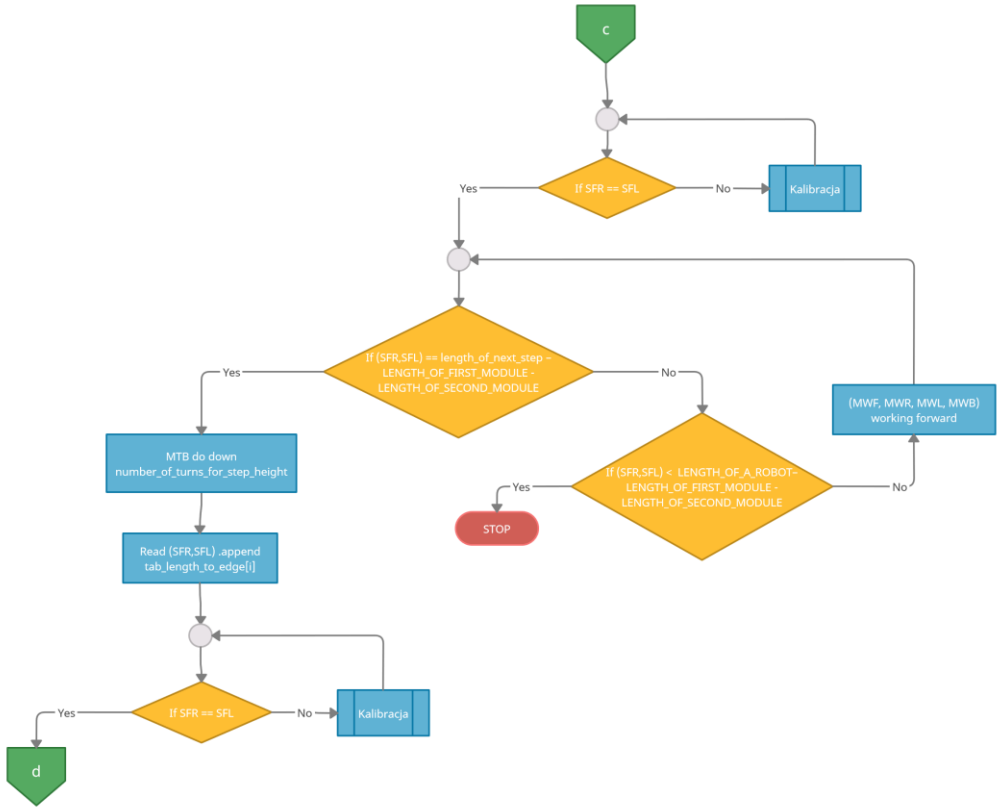 c
If SFR == SFL
Yes
No
Kalibracja
If (SFR,SFL) == length_of_next_step –
LENGTH_OF_FIRST_MODULE -
LENGTH_OF_SECOND_MODULE
Yes
No
(MWF, MWR, MWL, MWB)
working forward
MTB do down
number_of_turns_for_step_height
If (SFR,SFL) < LENGTH_OF_A_ROBOT–
LENGTH_OF_FIRST_MODULE -
LENGTH_OF_SECOND_MODULE
Yes
No
STOP
Read (SFR,SFL) .append
tab_length_to_edge[i]
If SFR == SFL
Yes
No
Kalibracja
d